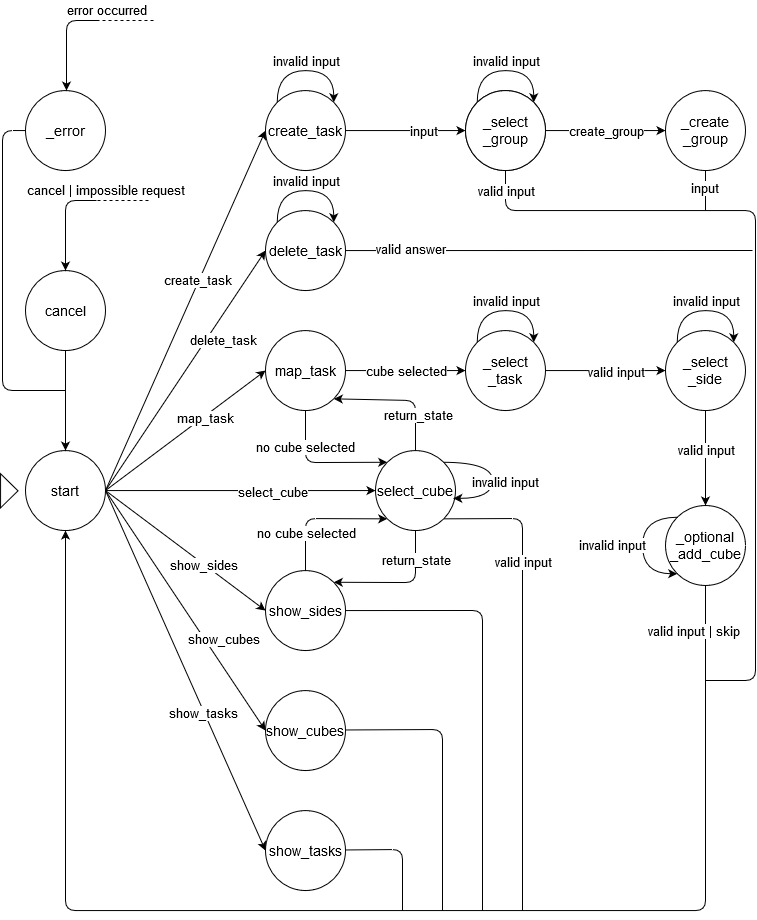 error occurred
_error
cancel | impossible request
cancel
start
invalid input
create_task
input
invalid input
_select
_group
create_group
_create
_group
valid input
input
invalid input
delete_task
valid answer
create_task
delete_task
map_task
map_task
cube selected
invalid input
_select
_task
valid input
invalid input
_select
_side
return_state
no cube selected
valid input
select_cube
select_cube
invalid input
no cube selected
return_state
valid input
invalid input
_optional
_add_cube
show_sides
show_sides
valid input | skip
show_cubes
show_cubes
show_tasks
show_tasks